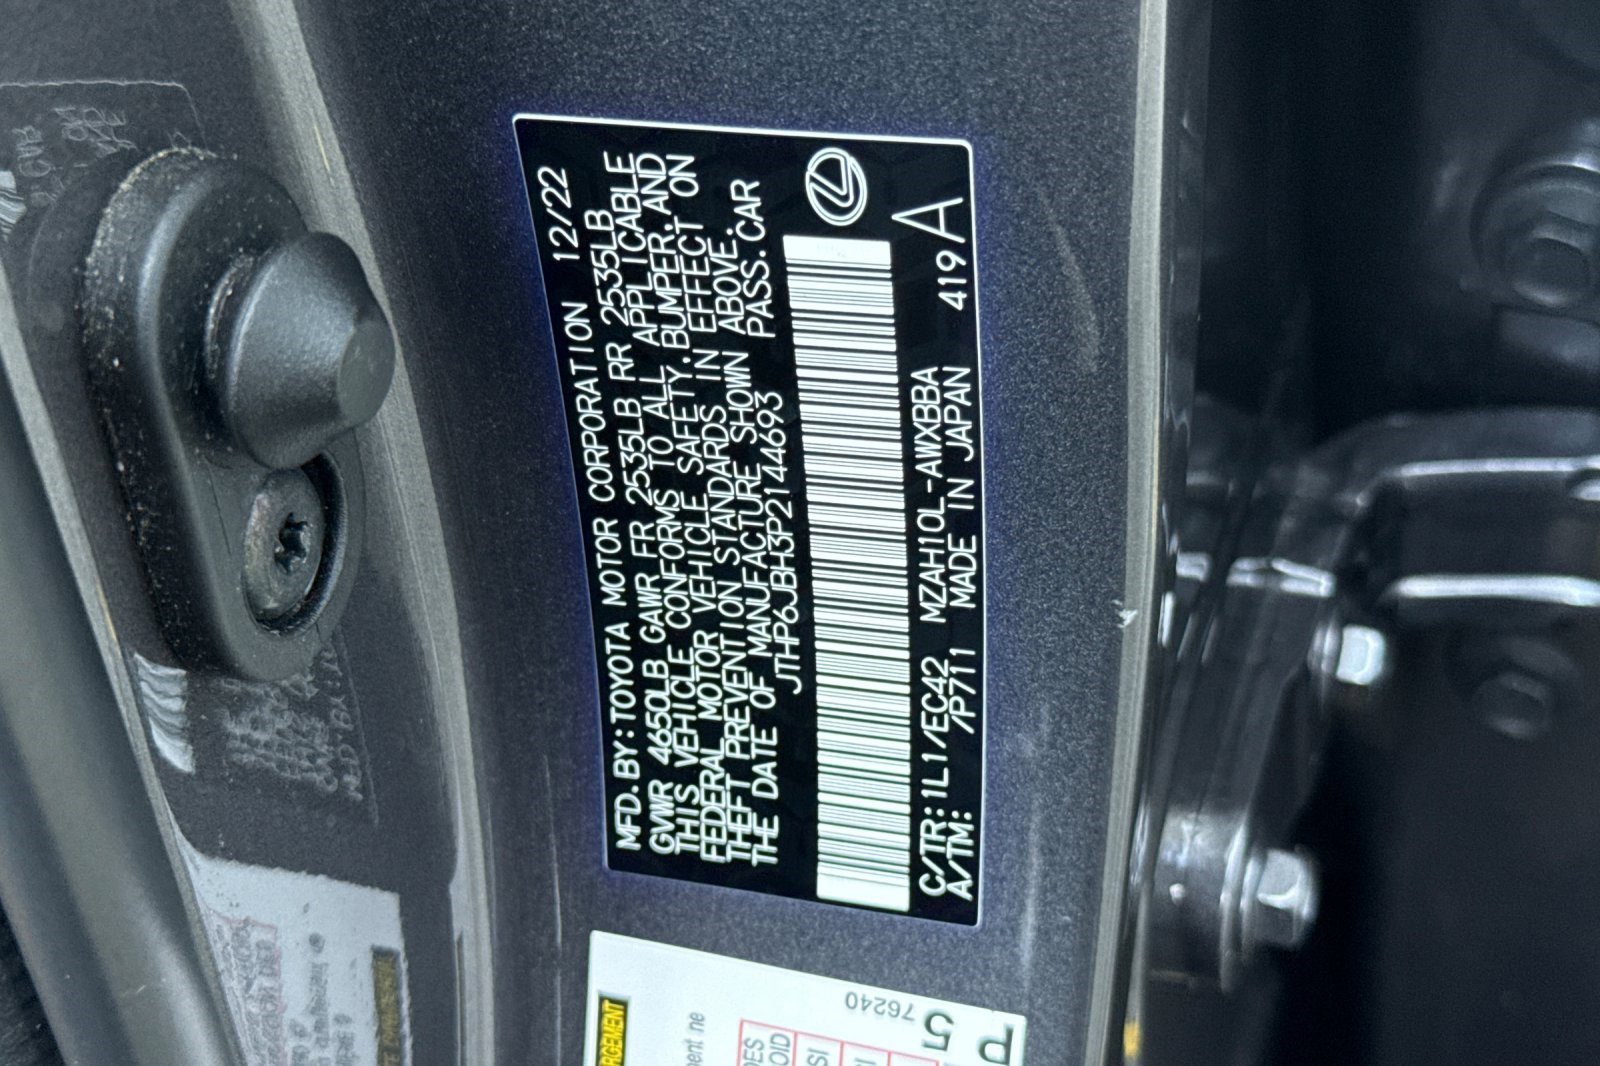 MFD.BY:TOYOTA MOTOR CORPORATION 12/22
GVWR 4650LB GAWR FR 2535LB RR 2535LB
THIS VEHICLE CONFORMS TO ALL APPLICABLE
FEDERAL MOTOR VEHICLE SAFETY,BUMPER,AND
THEFT PREVENTION STANDARDS IN EFFECT ON
THE DATE OF MANUFACTURE SHOWN ABOVE.
JTHP6JBH3P2144693 PASS.CAR
C/TR:1L1/EC42 MZAH10L-AWXBBA
A/TM: /P711 MADE IN JAPAN 419A
76240
5
RGEMENT